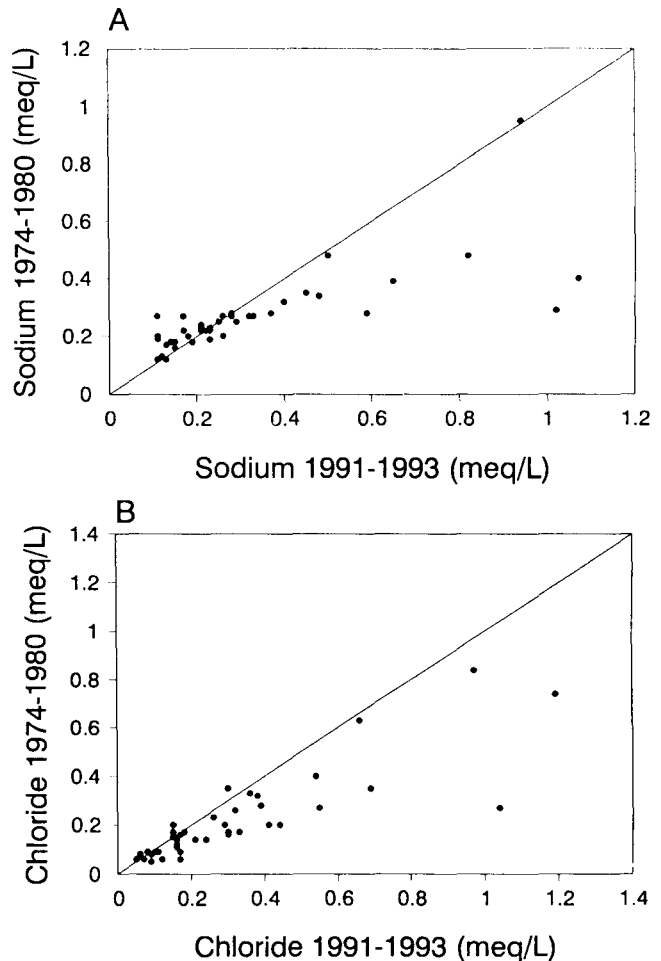 A
1.2
1
0.8
0.6
0.4
0.2
0
Sodium 1974-1980 (meq/L)
0 0.2 0.4 0.6 0.8 1 1.2
Sodium 1991-1993 (meq/L)
B
1.4
1.2
1
0.8
0.6
0.4
0.2
0
Chloride 1974-1980 (meq/L)
0 0.2 0.4 0.6 0.8 1 1.2 1.4
Chloride 1991-1993 (meq/L)